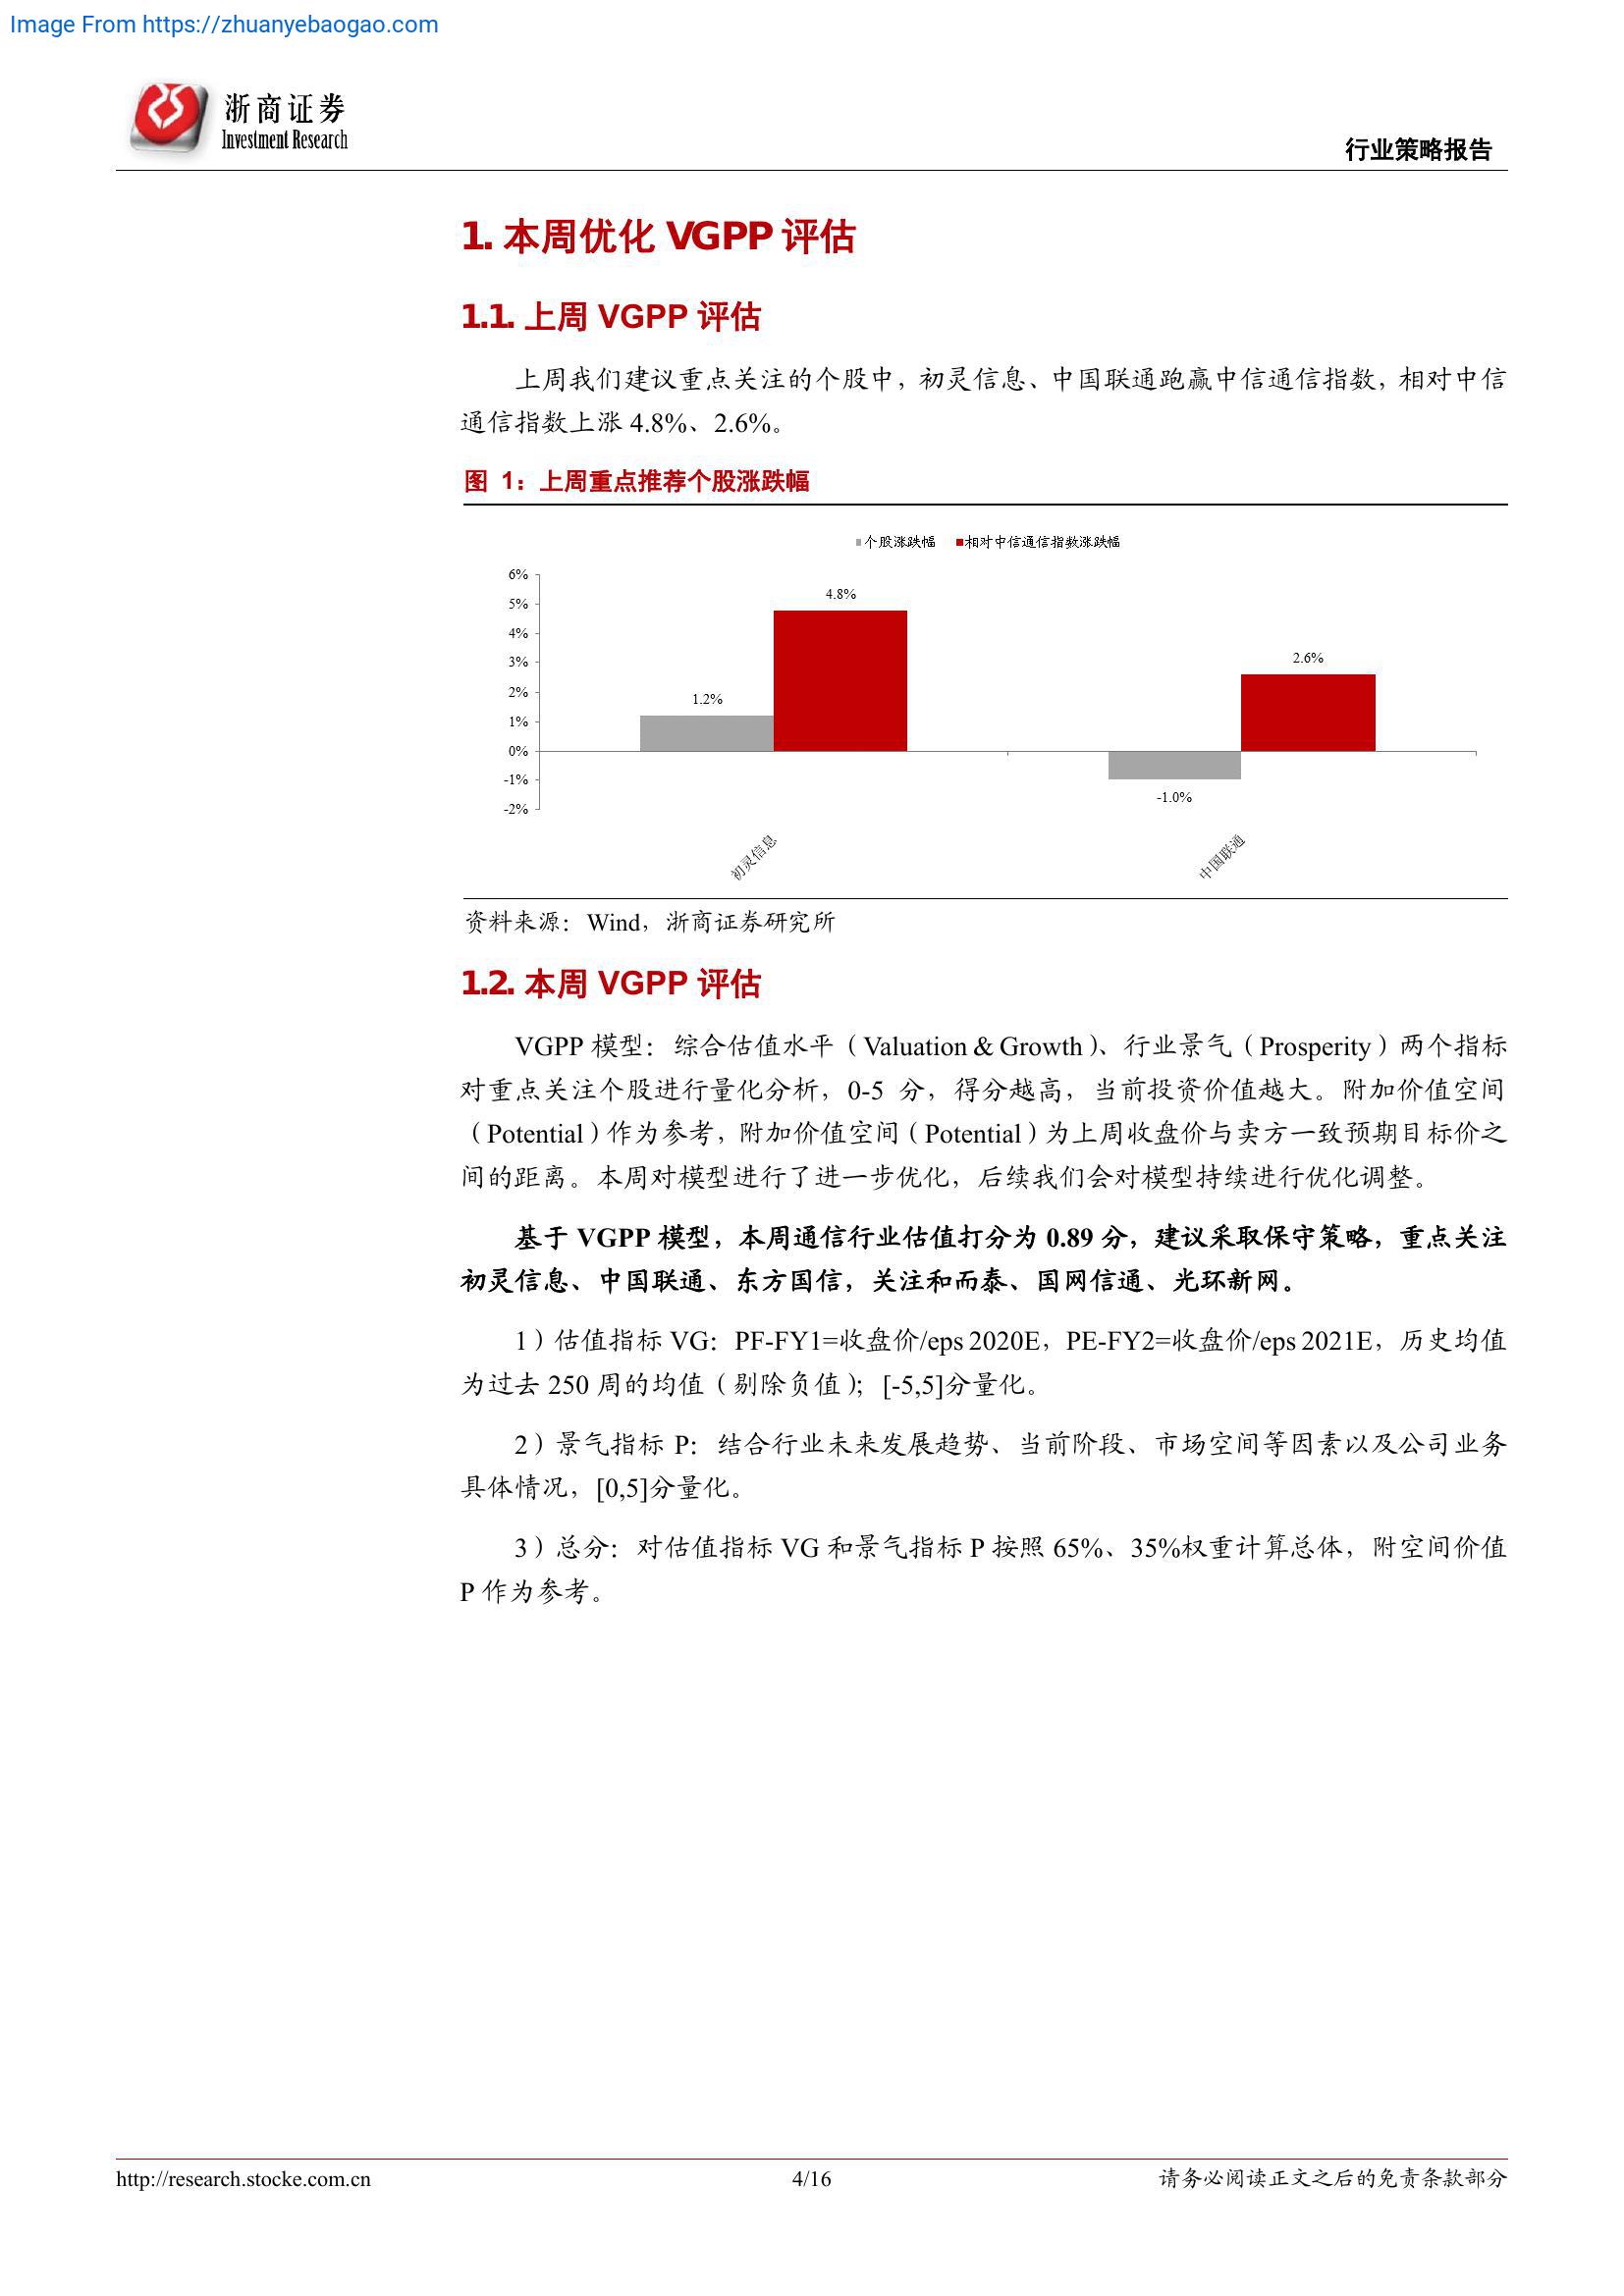 Image From https://zhuanyebaogao.com
浙商证券
Investment Research
行业策略报告
1. 本周优化 VGPP 评估
1.1. 上周 VGPP 评估
上周我们建议重点关注的个股中，初灵信息、中国联通跑赢中信通信指数，相对中信
通信指数上涨 4.8%、2.6%。
图 1：上周重点推荐个股涨跌幅
个股涨跌幅 相对中信通信指数涨跌幅
6%
5%
4%
3%
2%
1%
0%
-1%
-2%
4.8%
2.6%
1.2%
-1.0%
初灵信息
中国联通
资料来源：Wind，浙商证券研究所
1.2. 本周 VGPP 评估
VGPP 模型：综合估值水平（Valuation & Growth）、行业景气（Prosperity）两个指标
对重点关注个股进行量化分析，0-5 分，得分越高，当前投资价值越大。附加价值空间
（Potential）作为参考，附加价值空间（Potential）为上周收盘价与卖方一致预期目标价之
间的距离。本周对模型进行了进一步优化，后续我们会对模型持续进行优化调整。
基于 VGPP 模型，本周通信行业估值打分为 0.89 分，建议采取保守策略，重点关注
初灵信息、中国联通、东方国信，关注和而泰、国网信通、光环新网。
1）估值指标 VG：PF-FY1=收盘价/eps 2020E，PE-FY2=收盘价/eps 2021E，历史均值
为过去 250 周的均值（剔除负值）；[-5,5]分量化。
2）景气指标 P：结合行业未来发展趋势、当前阶段、市场空间等因素以及公司业务
具体情况，[0,5]分量化。
3）总分：对估值指标 VG 和景气指标 P 按照 65%、35%权重计算总体，附空间价值
P 作为参考。
http://research.stocke.com.cn
4/16
请务必阅读正文之后的免责条款部分